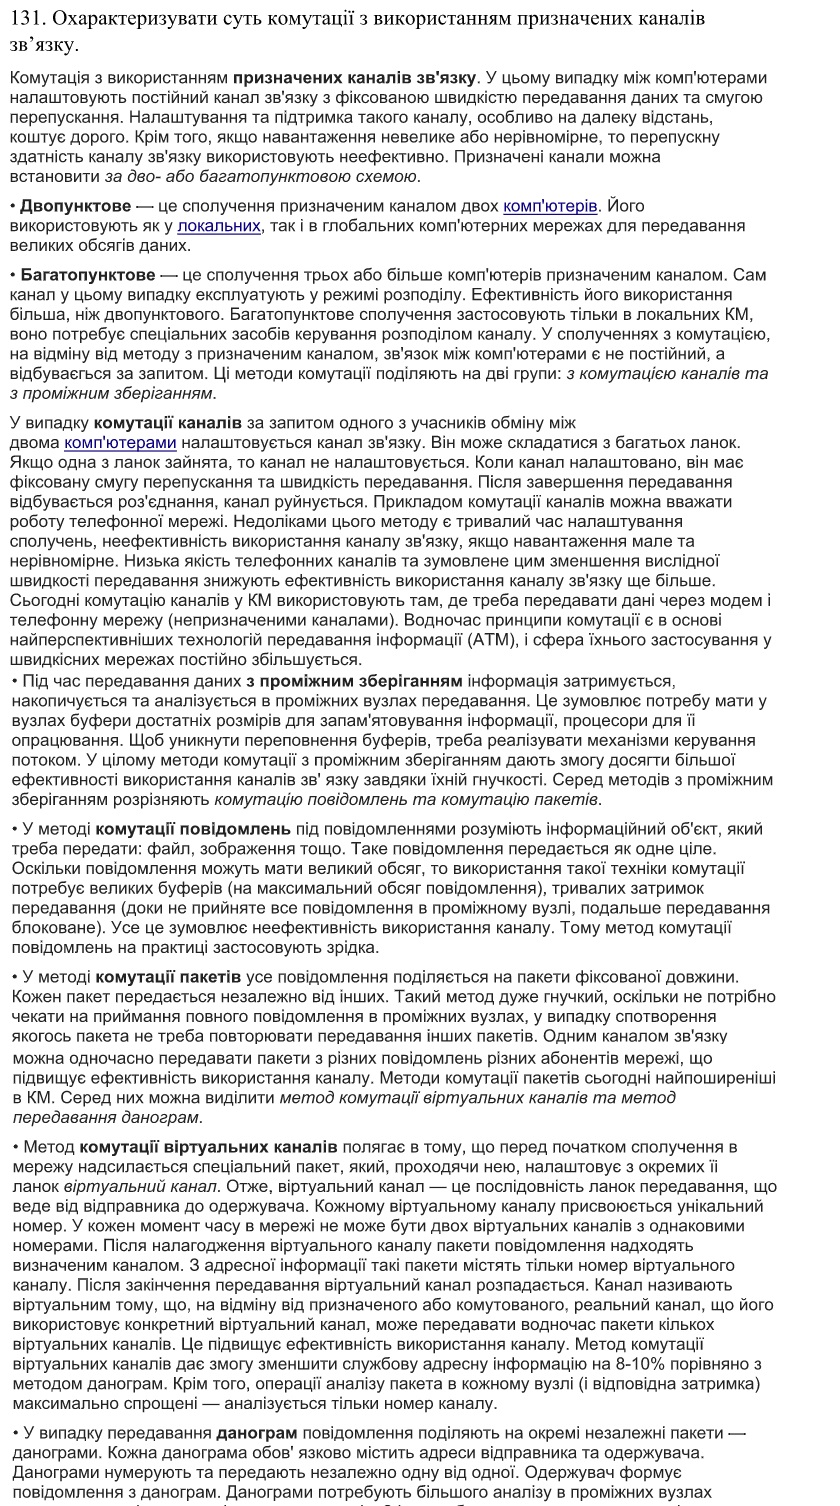 131. Охарактеризувати суть комутації з використанням призначених каналів
зв’язку.
Комутація з використанням призначених каналів зв'язку. У цьому випадку між комп'ютерами
налаштовують постійний канал зв'язку з фіксованою швидкістю передавання даних та смугою
перепускання. Налаштування та підтримка такого каналу, особливо на далеку відстань,
коштує дорого. Крім того, якщо навантаження невелике або нерівномірне, то перепускну
здатність каналу зв'язку використовують неефективно. Призначені канали можна
встановити за дво- або багатопунктовою схемою.
• Двопунктове — це сполучення призначеним каналом двох комп'ютерів. Його
використовують як у локальних, так і в глобальних комп'ютерних мережах для передавання
великих обсягів даних.
• Багатопунктове — це сполучення трьох або більше комп'ютерів призначеним каналом. Сам
канал у цьому випадку експлуатують у режимі розподілу. Ефективність його використання
більша, ніж двопунктового. Багатопунктове сполучення застосовують тільки в локальних КМ,
воно потребує спеціальних засобів керування розподілом каналу. У сполученнях з комутацією,
на відміну від методу з призначеним каналом, зв'язок між комп'ютерами є не постійний, а
відбувається за запитом. Ці методи комутації поділяють на дві групи: з комутацією каналів та
з проміжним зберіганням.
У випадку комутації каналів за запитом одного з учасників обміну між
двома комп'ютерами налаштовується канал зв'язку. Він може складатися з багатьох ланок.
Якщо одна з ланок зайнята, то канал не налаштовується. Коли канал налаштовано, він має
фіксовану смугу перепускання та швидкість передавання. Після завершення передавання
відбувається роз'єднання, канал руйнується. Прикладом комутації каналів можна вважати
роботу телефонної мережі. Недоліками цього методу є тривалий час налаштування
сполучень, неефективність використання каналу зв'язку, якщо навантаження мале та
нерівномірне. Низька якість телефонних каналів та зумовлене цим зменшення вислідної
швидкості передавання знижують ефективність використання каналу зв'язку ще більше.
Сьогодні комутацію каналів у КМ використовують там, де треба передавати дані через модем і
телефонну мережу (непризначеними каналами). Водночас принципи комутації є в основі
найперспективніших технологій передавання інформації (АТМ), і сфера їхнього застосування у
швидкісних мережах постійно збільшується.
• Під час передавання даних з проміжним зберіганням інформація затримується,
накопичується та аналізується в проміжних вузлах передавання. Це зумовлює потребу мати у
вузлах буфери достатніх розмірів для запам'ятовування інформації, процесори для її
опрацювання. Щоб уникнути переповнення буферів, треба реалізувати механізми керування
потоком. У цілому методи комутації з проміжним зберіганням дають змогу досягти більшої
ефективності використання каналів зв' язку завдяки їхній гнучкості. Серед методів з проміжним
зберіганням розрізняють комутацію повідомлень та комутацію пакетів.
• У методі комутації повідомлень під повідомленнями розуміють інформаційний об'єкт, який
треба передати: файл, зображення тощо. Таке повідомлення передається як одне ціле.
Оскільки повідомлення можуть мати великий обсяг, то використання такої техніки комутації
потребує великих буферів (на максимальний обсяг повідомлення), тривалих затримок
передавання (доки не прийняте все повідомлення в проміжному вузлі, подальше передавання
блоковане). Усе це зумовлює неефективність використання каналу. Тому метод комутації
повідомлень на практиці застосовують зрідка.
• У методі комутації пакетів усе повідомлення поділяється на пакети фіксованої довжини.
Кожен пакет передається незалежно від інших. Такий метод дуже гнучкий, оскільки не потрібно
чекати на приймання повного повідомлення в проміжних вузлах, у випадку спотворення
якогось пакета не треба повторювати передавання інших пакетів. Одним каналом зв'язку
можна одночасно передавати пакети з різних повідомлень різних абонентів мережі, що
підвищує ефективність використання каналу. Методи комутації пакетів сьогодні найпоширеніші
в КМ. Серед них можна виділити метод комутації віртуальних каналів та метод
передавання данограм.
• Метод комутації віртуальних каналів полягає в тому, що перед початком сполучення в
мережу надсилається спеціальний пакет, який, проходячи нею, налаштовує з окремих її
ланок віртуальний канал. Отже, віртуальний канал — це послідовність ланок передавання, що
веде від відправника до одержувача. Кожному віртуальному каналу присвоюється унікальний
номер. У кожен момент часу в мережі не може бути двох віртуальних каналів з однаковими
номерами. Після налагодження віртуального каналу пакети повідомлення надходять
визначеним каналом. З адресної інформації такі пакети містять тільки номер віртуального
каналу. Після закінчення передавання віртуальний канал розпадається. Канал називають
віртуальним тому, що, на відміну від призначеного або комутованого, реальний канал, що його
використовує конкретний віртуальний канал, може передавати водночас пакети кількох
віртуальних каналів. Це підвищує ефективність використання каналу. Метод комутації
віртуальних каналів дає змогу зменшити службову адресну інформацію на 8-10% порівняно з
методом данограм. Крім того, операції аналізу пакета в кожному вузлі (і відповідна затримка)
максимально спрощені — аналізується тільки номер каналу.
• У випадку передавання данограм повідомлення поділяють на окремі незалежні пакети —
данограми. Кожна данограма обов' язково містить адреси відправника та одержувача.
Данограми нумерують та передають незалежно одну від одної. Одержувач формує
повідомлення з данограм. Данограми потребують більшого аналізу в проміжних вузлах